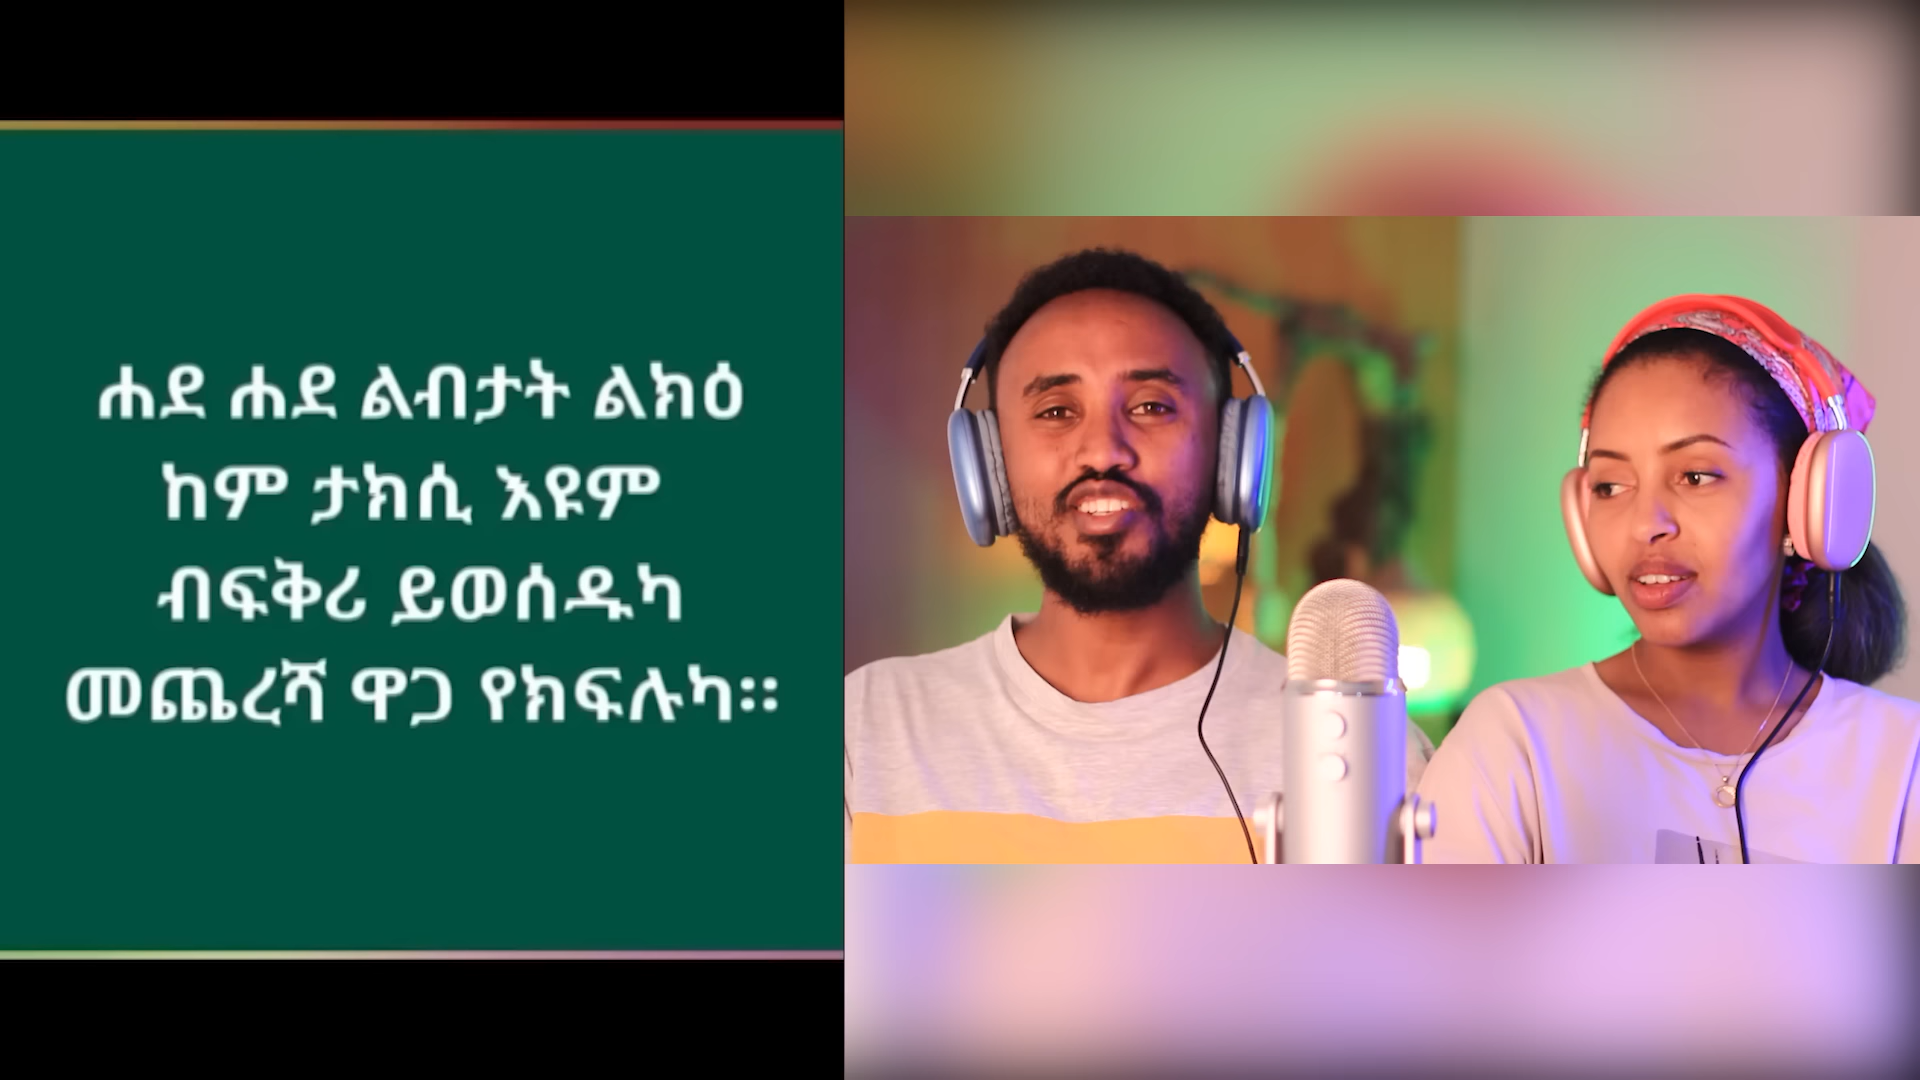 ሐደ ሐደ ልብታት ልክዕ
ከም ታክሲ እዩም
ብፍቅሪ ይወሰዱካ
መጨረሻ ዋጋ የክፍሉካ።